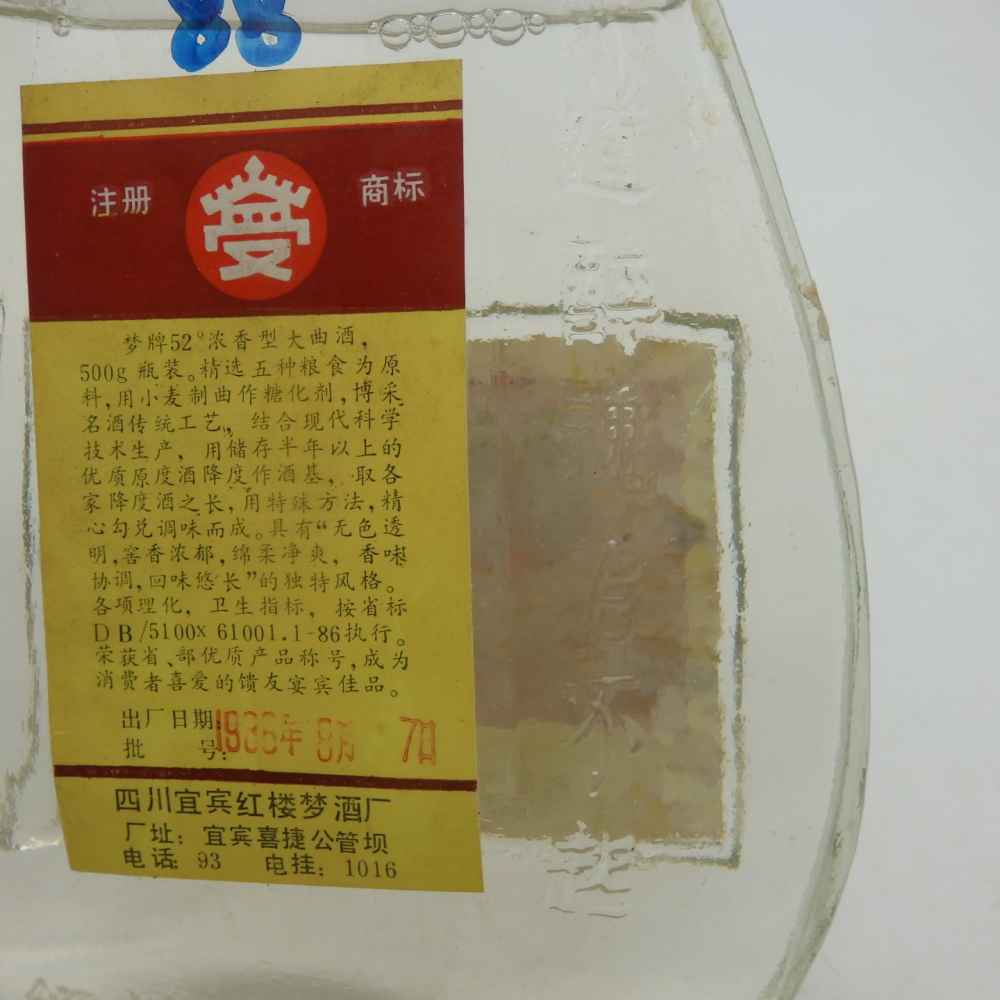 88
注册 商标
梦牌52°浓香型大曲酒,
500g 瓶装。精选五种粮食为原
料,用小麦制曲作糖化剂,博采
名酒传统工艺,结合现代科学
技术生产,用储存半年以上的
优质原度酒降度作酒基,取各
家降度酒之长,用特殊方法,精
心勾兑调味而成。具有“无色透
明,窖香浓郁,绵柔净爽,香味
协调,回味悠长”的独特风格。
各项理化,卫生指标,按省标
DB/5100x 61001.1-86执行。
荣获省、部优质产品称号,成为
消费者喜爱的馈友宴宾佳品。
出厂日期:
批 号:
四川宜宾红楼梦酒厂
厂址:宜宾喜捷公管坝
电话:93 电挂:1016